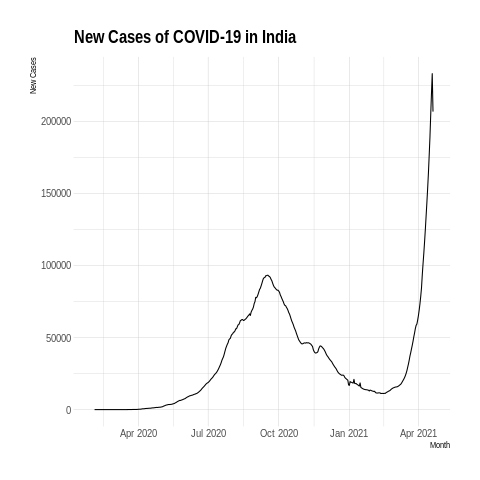 New Cases of COVID-19 in India
New Cases
200000
150000
100000
50000
0
Apr 2020 Jul 2020 Oct 2020 Jan 2021 Apr 2021
Month